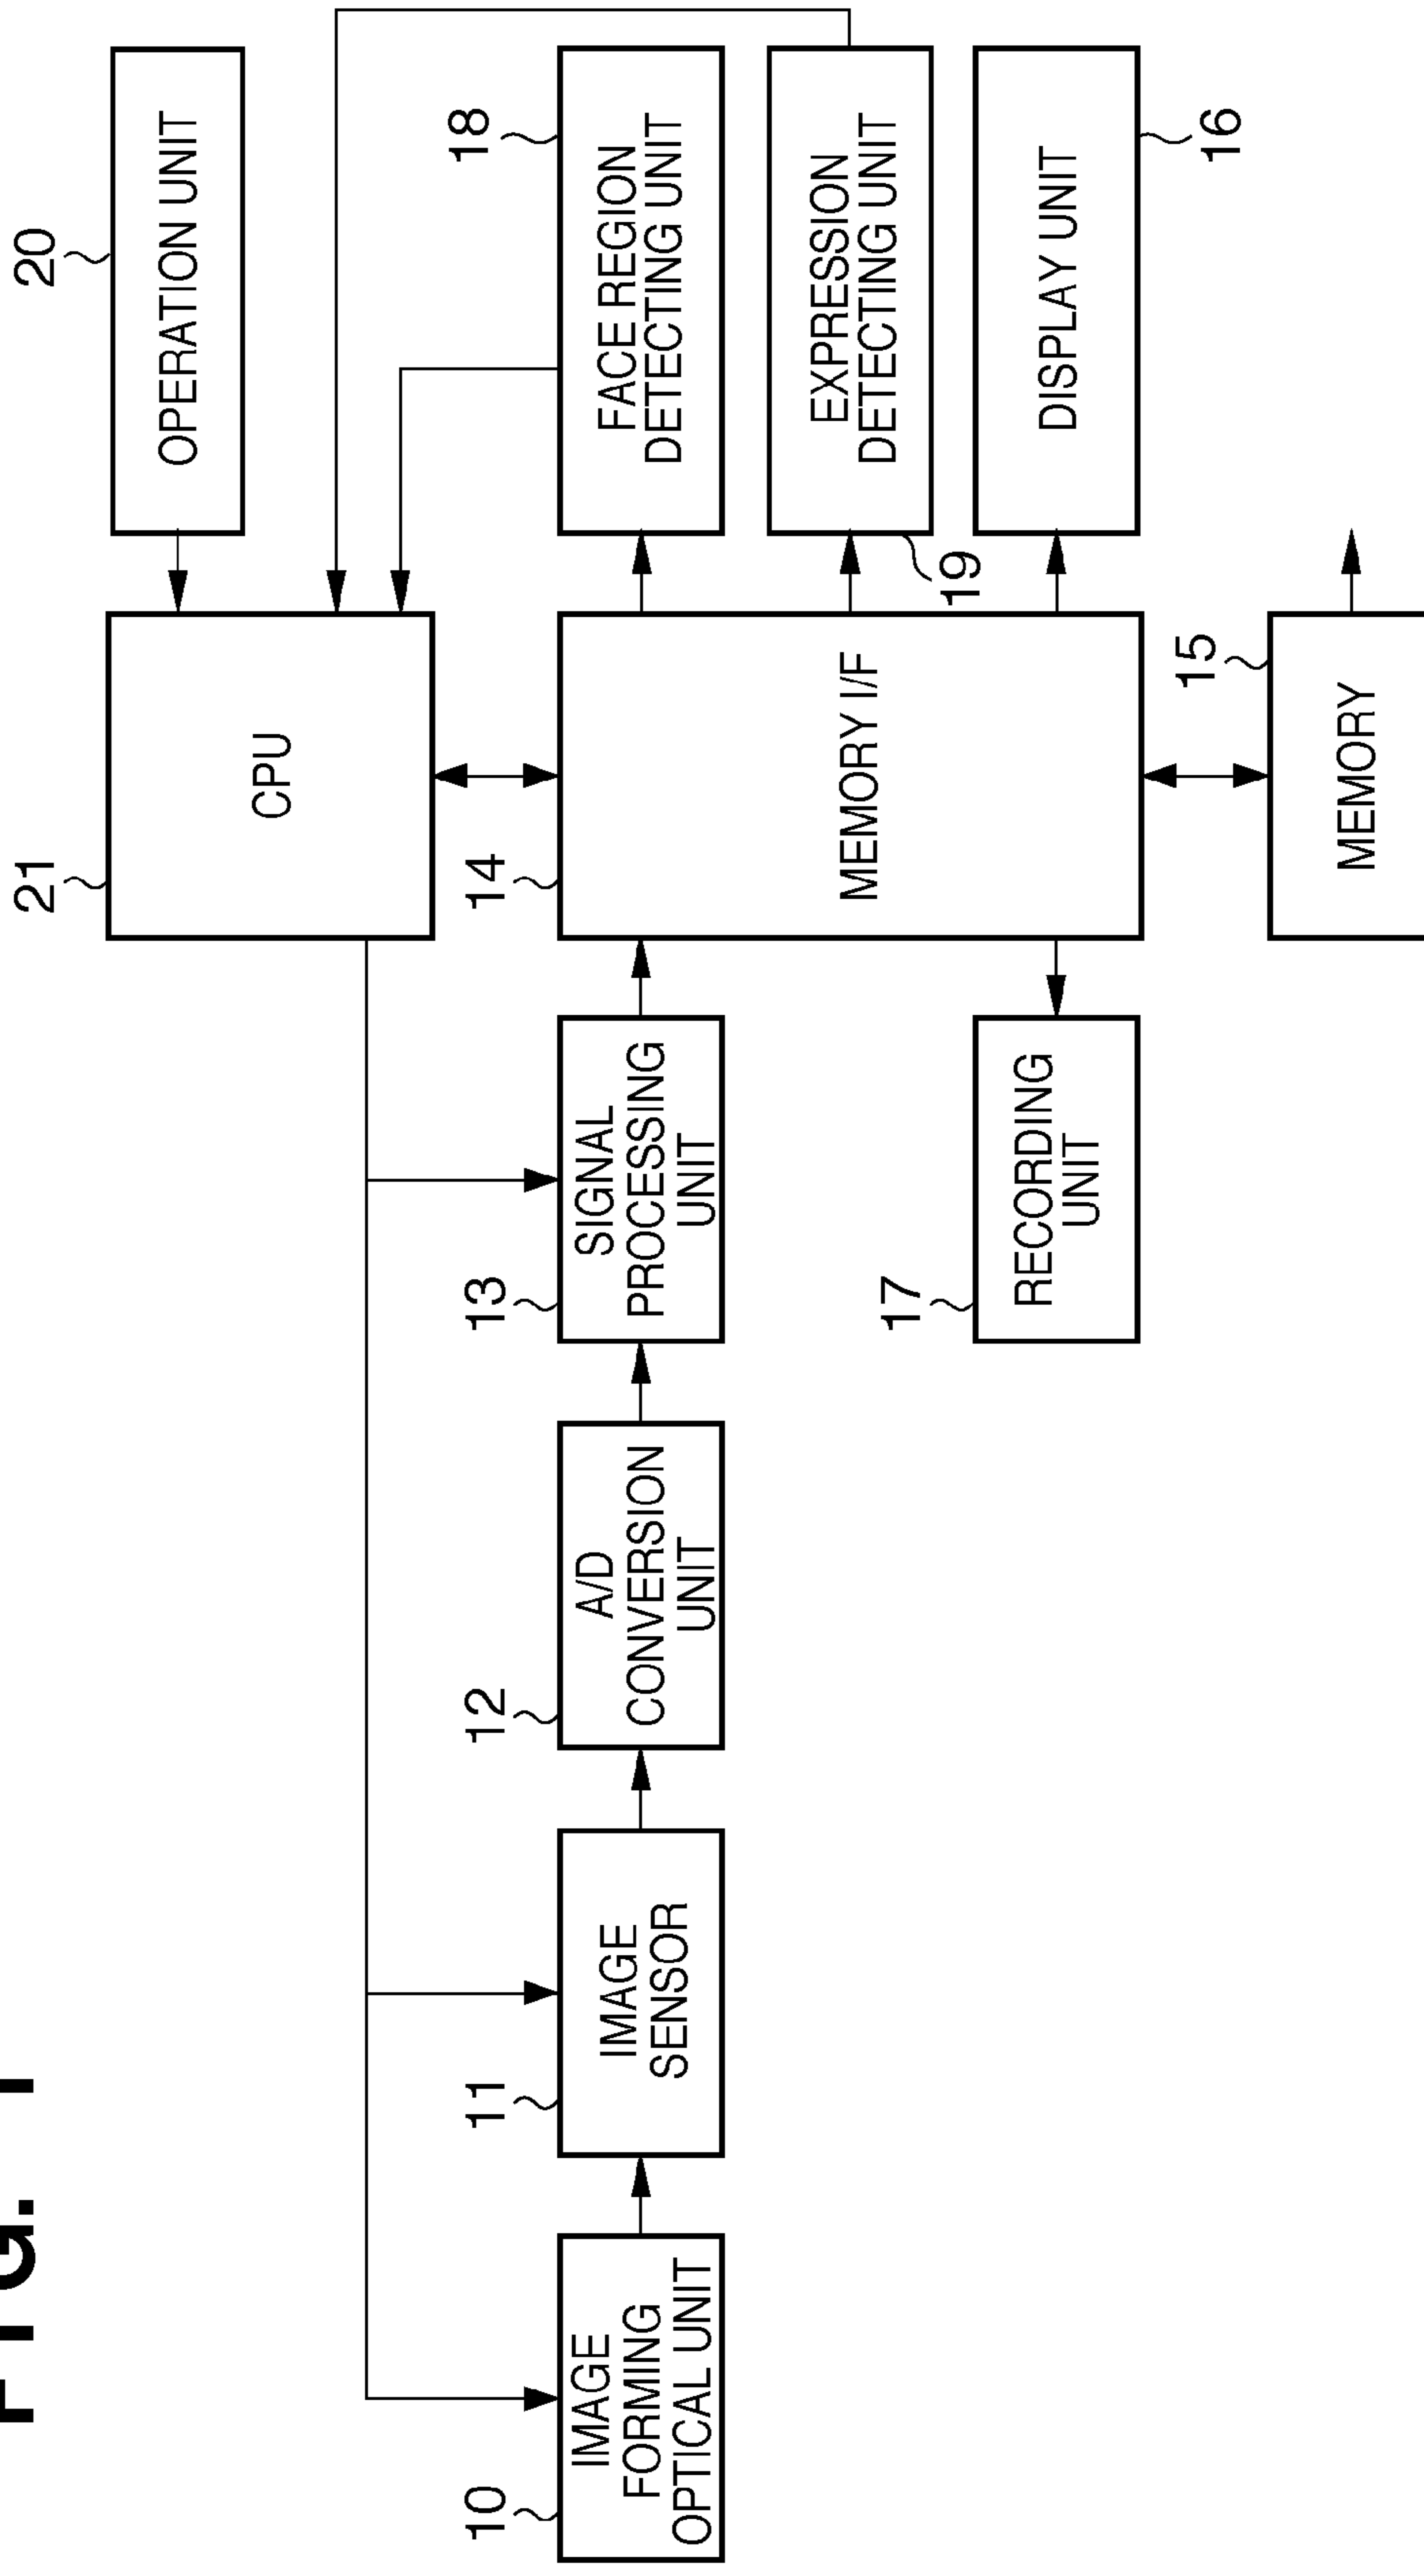 FIG. 1
20
OPERATION UNIT
21
CPU
18
FACE REGION
DETECTING UNIT
EXPRESSION
DETECTING UNIT
19
DISPLAY UNIT
16
14
MEMORY I/F
15
MEMORY
13
SIGNAL
PROCESSING
UNIT
17
RECORDING
UNIT
12
A/D
CONVERSION
UNIT
11
IMAGE
SENSOR
10
IMAGE
FORMING
OPTICAL UNIT